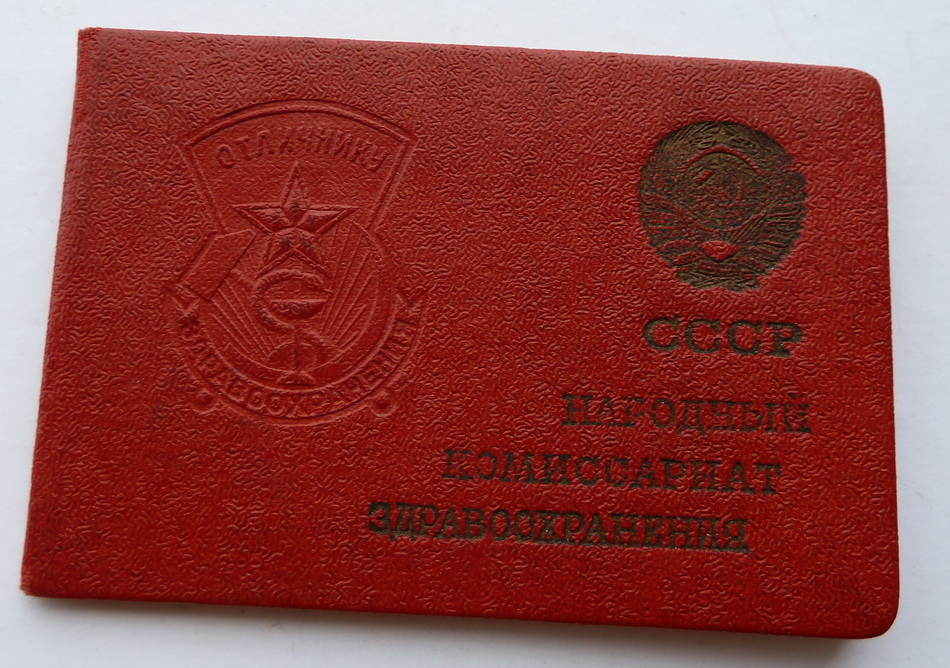 ОТЛИЧНИКУ
ЗДРАВООХРАНЕНИЯ
СССР
НАРОДНЫЙ
КОМИССАРИАТ
ЗДРАВООХРАНЕНИЯ